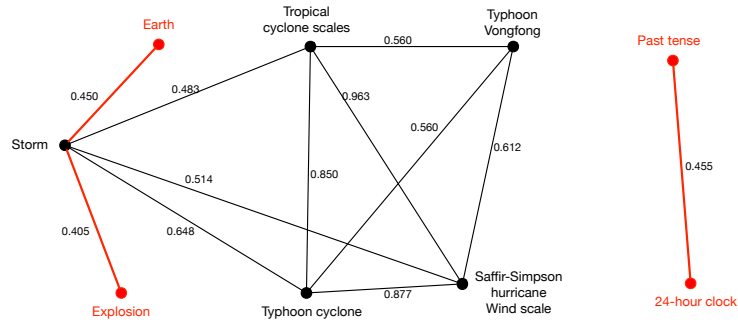 Earth
Tropical
cyclone scales
Typhoon
Vongfong
Past tense
0.560
0.450
0.483
0.963
0.560
0.612
Storm
0.850
0.514
0.455
0.405
0.648
Saffir-Simpson
hurricane
Wind scale
0.877
Explosion
Typhoon cyclone
24-hour clock